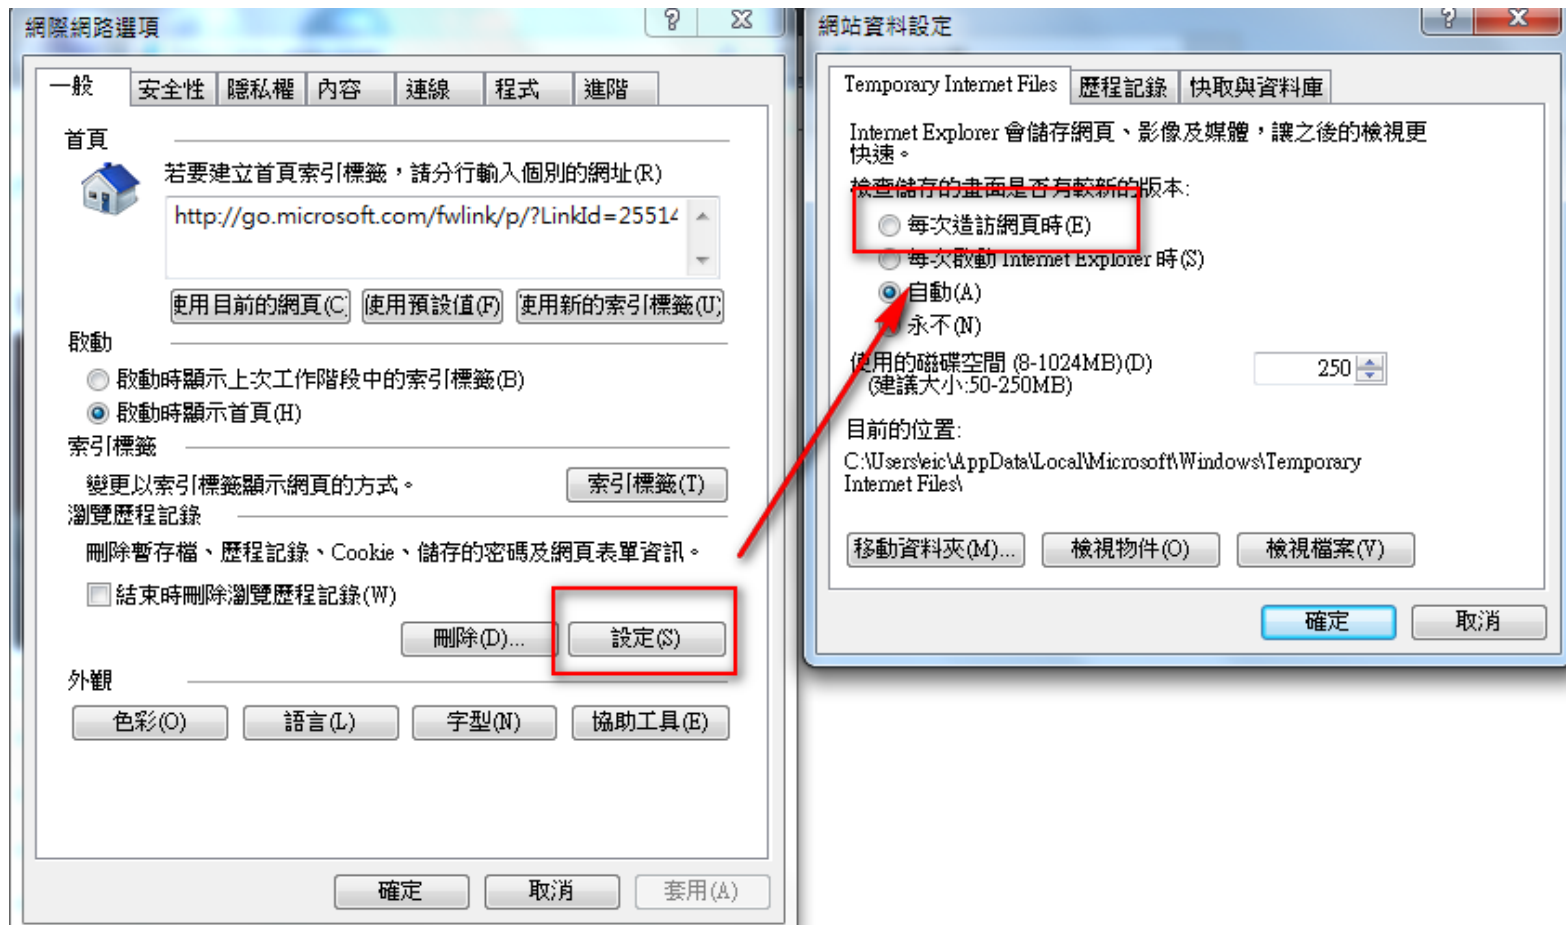 網際網路選項
一般
安全性
隱私權
內容
連線
程式
進階
首頁
若要建立首頁索引標籤，請分行輸入個別的網址(R)
http://go.microsoft.com/fwlink/p/?LinkId=25514
使用目前的網頁(C)
使用預設值(F)
使用新的索引標籤(U)
啟動
啟動時顯示上次工作階段中的索引標籤(B)
啟動時顯示首頁(H)
索引標籤
變更以索引標籤顯示網頁的方式。
索引標籤(T)
瀏覽歷程記錄
刪除暫存檔、歷程記錄、Cookie、儲存的密碼及網頁表單資訊。
結束時刪除瀏覽歷程記錄(W)
刪除(D)...
設定(S)
外觀
色彩(O)
語言(L)
字型(N)
協助工具(E)
確定
取消
套用(A)
網站資料設定
Temporary Internet Files
歷程記錄
快取與資料庫
Internet Explorer 會儲存網頁、影像及媒體，讓之後的檢視更
快速。
檢查儲存的畫面是否有較新的版本:
每次造訪網頁時(E)
每次啟動 Internet Explorer 時(S)
自動(A)
永不(N)
使用的磁碟空間 (8-1024MB)(D)
(建議大小:50-250MB)
250
目前的位置:
C:\Users\eic\AppData\Local\Microsoft\Windows\Temporary
Internet Files\
移動資料夾(M)...
檢視物件(O)
檢視檔案(V)
確定
取消